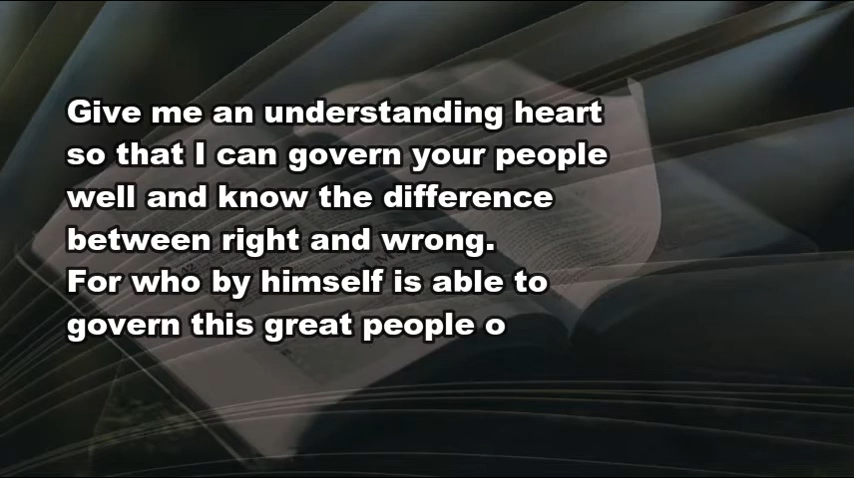 Give me an understanding heart
so that I can govern your people
well and know the difference
between right and wrong.
For who by himself is able to
govern this great people o